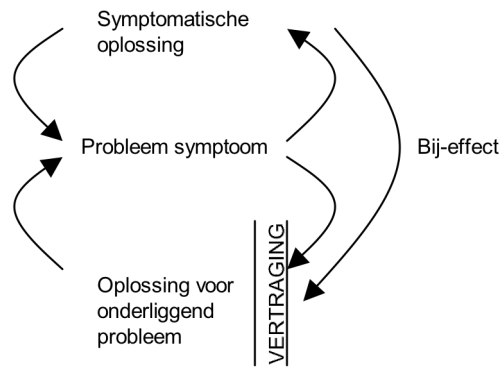 Symptomatische
oplossing
Probleem symptoom
Bij-effect
Oplossing voor
onderliggend
probleem
VERTRAGING